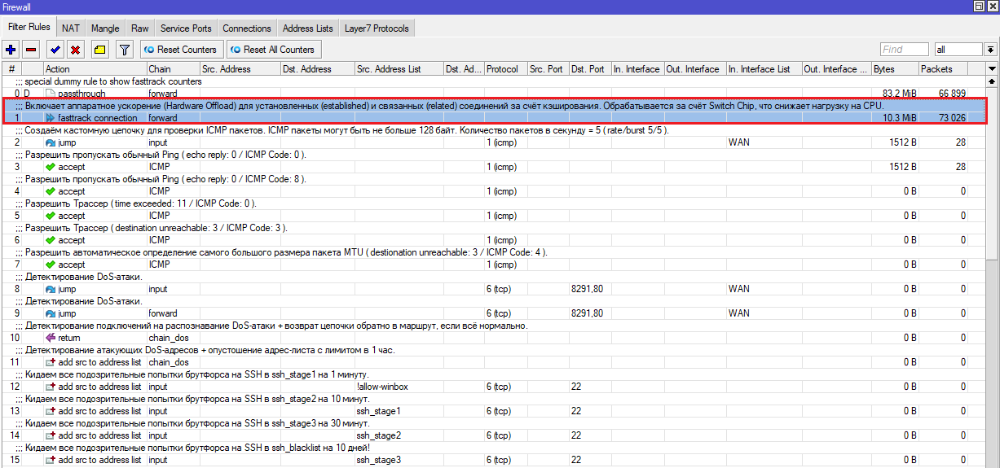 Firewall
Filter Rules NAT Mangle Raw Service Ports Connections Address Lists Layer7 Protocols
Reset Counters Reset All Counters Find all
# Action Chain Src. Address Dst. Address Src. Address List Dst. Ad... Protocol Src. Port Dst. Port In. Interface Out. Interface In. Interface List Out. Interface ... Bytes Packets
;;; special dummy rule to show fasttrack counters
0 D passthrough forward 83.2 MiB 66 899
;;; Включает аппаратное ускорение (Hardware Offload) для установленных (established) и связанных (related) соединений за счёт кэширования. Обрабатывается за счёт Switch Chip, что снижает нагрузку на CPU.
1 fasttrack connection forward 10.3 MiB 73 026
;;; Создаём кастомную цепочку для проверки ICMP пакетов. ICMP пакеты могут быть не больше 128 байт. Количество пакетов в секунду = 5 ( rate/burst 5/5 ).
2 jump input 1 (icmp) WAN 1512 B 28
;;; Разрешить пропускать обычный Ping ( echo reply: 0 / ICMP Code: 0 ).
3 accept ICMP 1 (icmp) 1512 B 28
;;; Разрешить пропускать обычный Ping ( echo reply: 0 / ICMP Code: 8 ).
4 accept ICMP 1 (icmp) 0 B 0
;;; Разрешить Трассер ( time exceeded: 11 / ICMP Code: 0 ).
5 accept ICMP 1 (icmp) 0 B 0
;;; Разрешить Трассер ( destination unreachable: 3 / ICMP Code: 3 ).
6 accept ICMP 1 (icmp) 0 B 0
;;; Разрешить автоматическое определение самого большого размера пакета MTU ( destionation unreachable: 3 / ICMP Code: 4 ).
7 accept ICMP 1 (icmp) 0 B 0
;;; Детектирование DoS-атаки.
8 jump input 6 (tcp) 8291,80 WAN 0 B 0
;;; Детектирование DoS-атаки.
9 jump forward 6 (tcp) 8291,80 WAN 0 B 0
;;; Детектирование подключений на распознавание DoS-атаки + возврат цепочки обратно в маршрут, если всё нормально.
10 return chain_dos 0 B 0
;;; Детектирование атакующих DoS-адресов + опустошение адрес-листа с лимитом в 1 час.
11 add src to address list chain_dos 0 B 0
;;; Кидаем все подозрительные попытки брутфорса на SSH в ssh_stage1 на 1 минуту.
12 add src to address list input !allow-winbox 6 (tcp) 22 0 B 0
;;; Кидаем все подозрительные попытки брутфорса на SSH в ssh_stage2 на 10 минут.
13 add src to address list input ssh_stage1 6 (tcp) 22 0 B 0
;;; Кидаем все подозрительные попытки брутфорса на SSH в ssh_stage3 на 30 минут.
14 add src to address list input ssh_stage2 6 (tcp) 22 0 B 0
;;; Кидаем все подозрительные попытки брутфорса на SSH в ssh_blacklist на 10 дней!
15 add src to address list input ssh_stage3 6 (tcp) 22 0 B 0